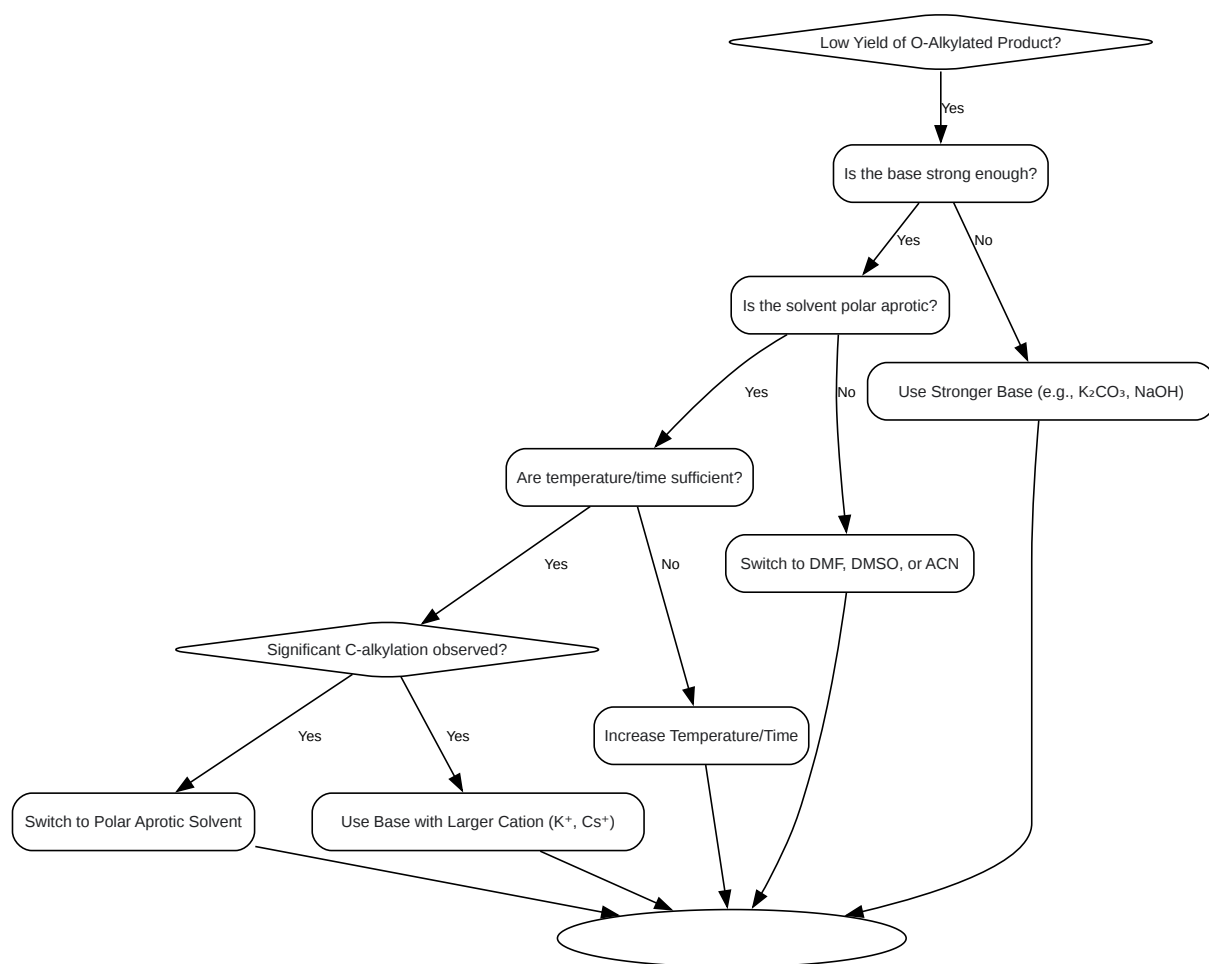 Low Yield of O-Alkylated Product?
Yes
Is the base strong enough?
Yes
No
Is the solvent polar aprotic?
Use Stronger Base (e.g., K₂CO₃, NaOH)
Yes
No
Are temperature/time sufficient?
Switch to DMF, DMSO, or ACN
Yes
No
Significant C-alkylation observed?
Increase Temperature/Time
Yes
Yes
Switch to Polar Aprotic Solvent
Use Base with Larger Cation (K⁺, Cs⁺)